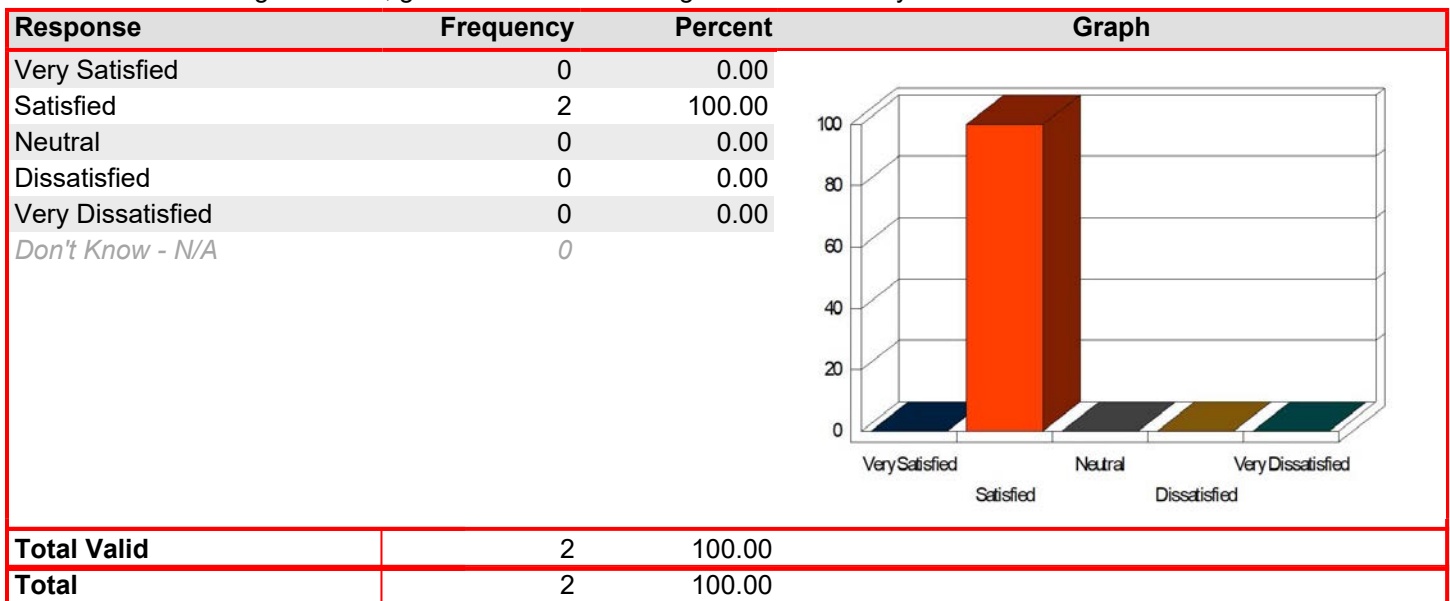 Response Frequency Percent Graph
Very Satisfied 0 0.00
Satisfied 2 100.00
Neutral 0 0.00
Dissatisfied 0 0.00
Very Dissatisfied 0 0.00
Don't Know - N/A 0
100
80
60
40
20
0
Very Satisfied Neutral Very Dissatisfied
Satisfied Dissatisfied
Total Valid 2 100.00
Total 2 100.00